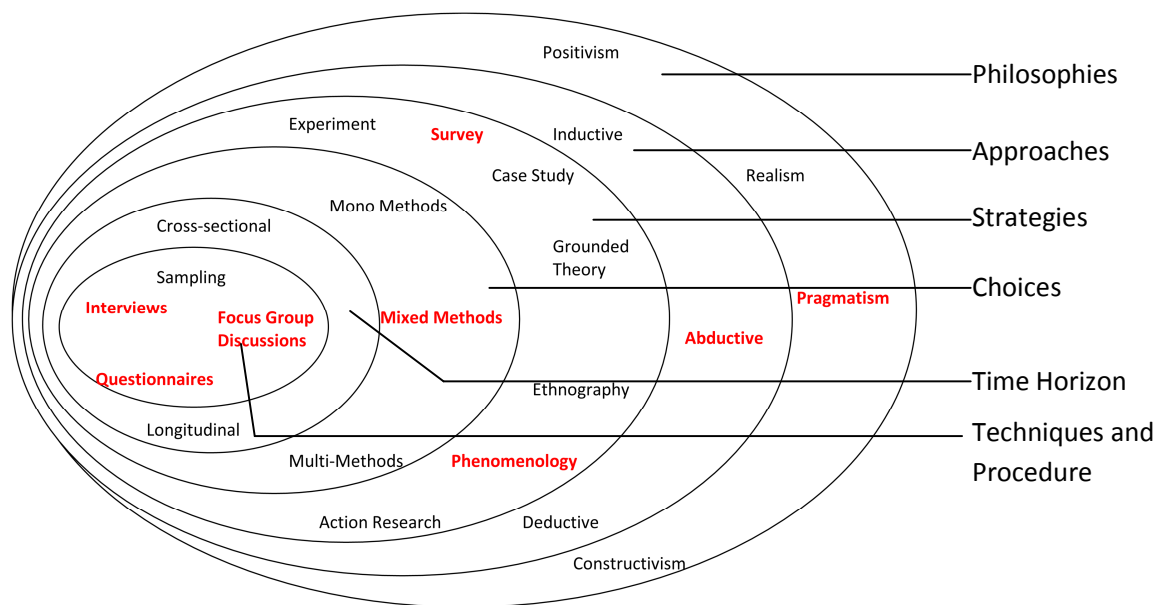 Positivism
Philosophies
Experiment
Survey
Inductive
Approaches
Case Study
Realism
Mono Methods
Strategies
Cross-sectional
Grounded
Theory
Sampling
Choices
Interviews
Pragmatism
Focus Group
Discussions
Mixed Methods
Abductive
Questionnaires
Ethnography
Time Horizon
Longitudinal
Techniques and
Procedure
Multi-Methods
Phenomenology
Action Research
Deductive
Constructivism